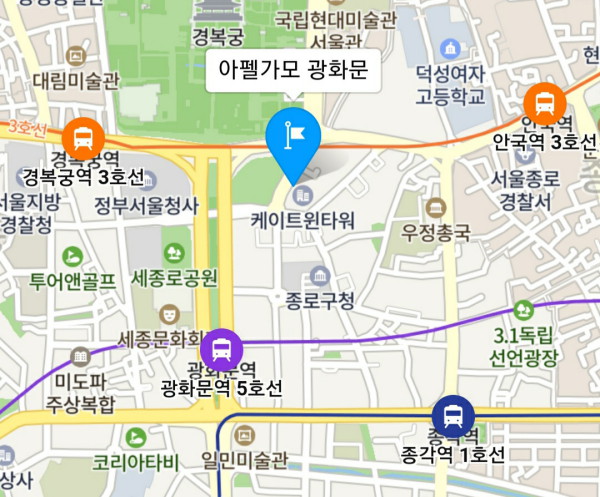 경복궁
국립현대미술관
서울관
대림미술관
아펠가모 광화문
덕성여자
고등학교
현
3호선
경복궁역
경복궁역 3호선
안국역
안국역 3호선
서울지방
경찰청
정부서울청사
케이트윈타워
서울종로
경찰서
우정총국
투어앤골프
세종로공원
종로구청
세종문화회
3.1독립
선언광장
광화문역
광화문역 5호선
미도파
주상복합
종각역
종각역 1호선
코리아타비
일민미술관
상사